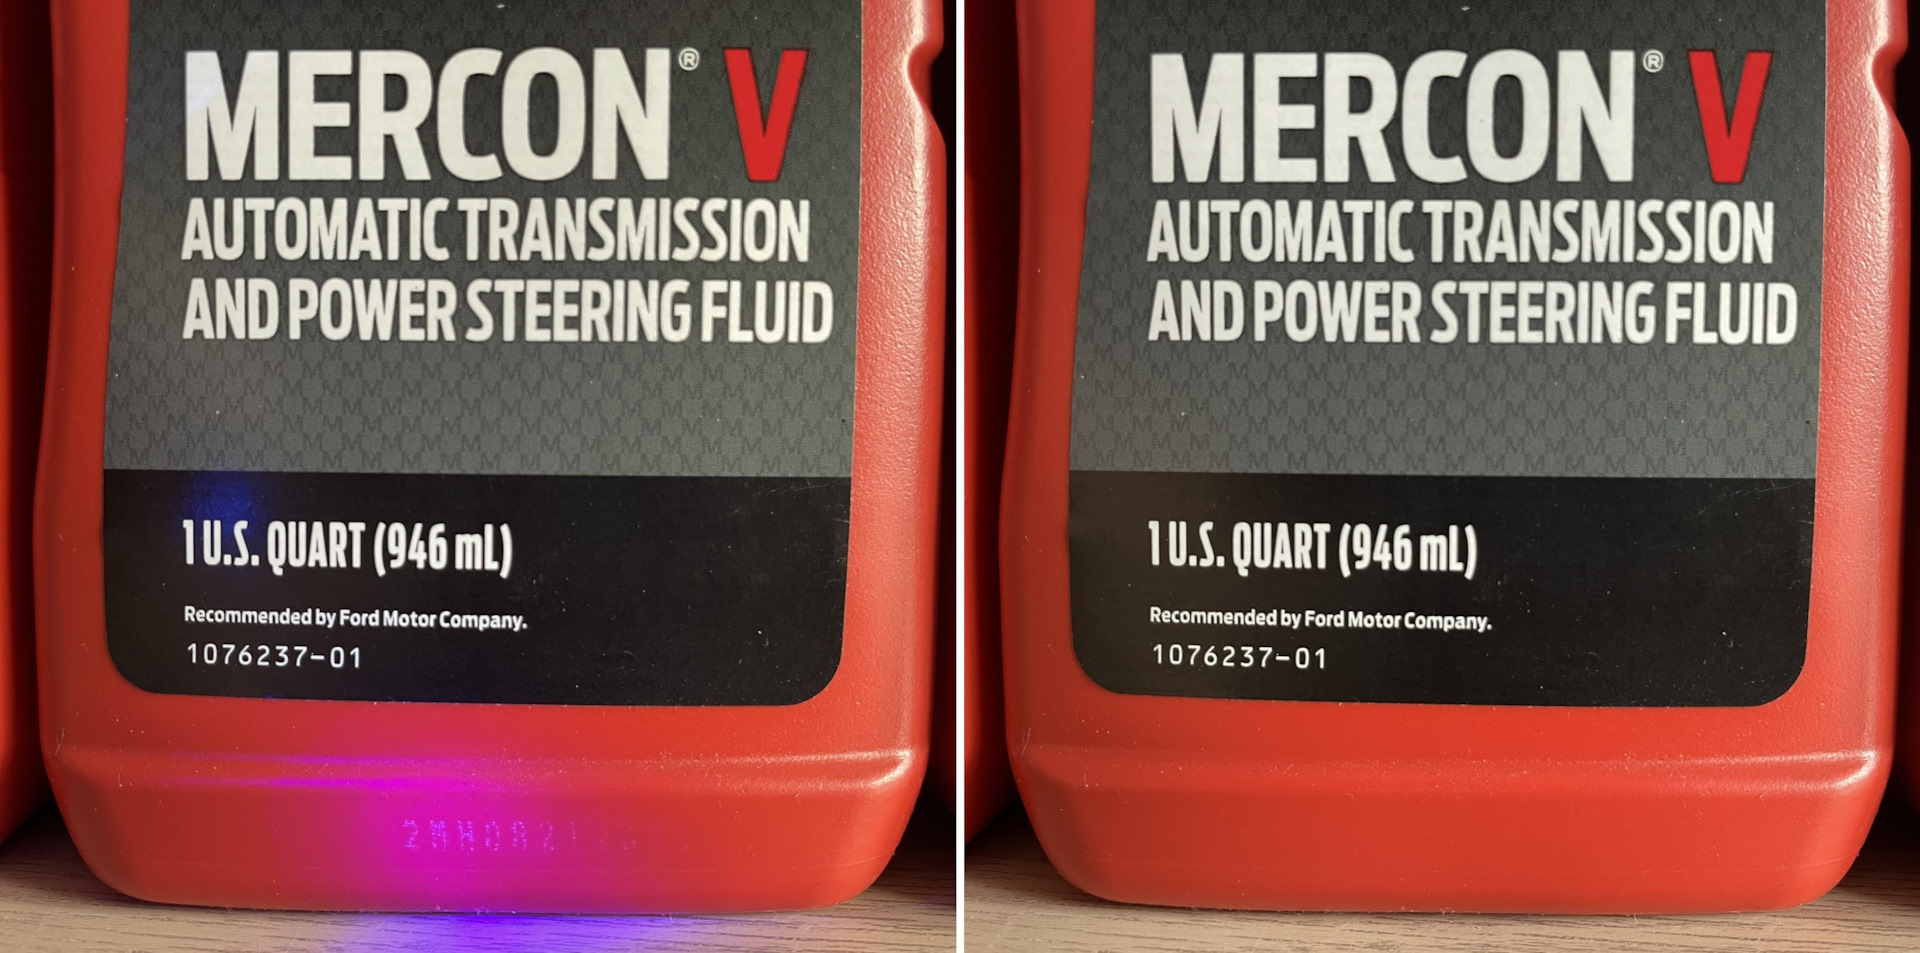 MERCON® V
AUTOMATIC TRANSMISSION
AND POWER STEERING FLUID
1 U.S. QUART (946 mL)
Recommended by Ford Motor Company.
1076237-01
MERCON® V
AUTOMATIC TRANSMISSION
AND POWER STEERING FLUID
1 U.S. QUART (946 mL)
Recommended by Ford Motor Company.
1076237-01